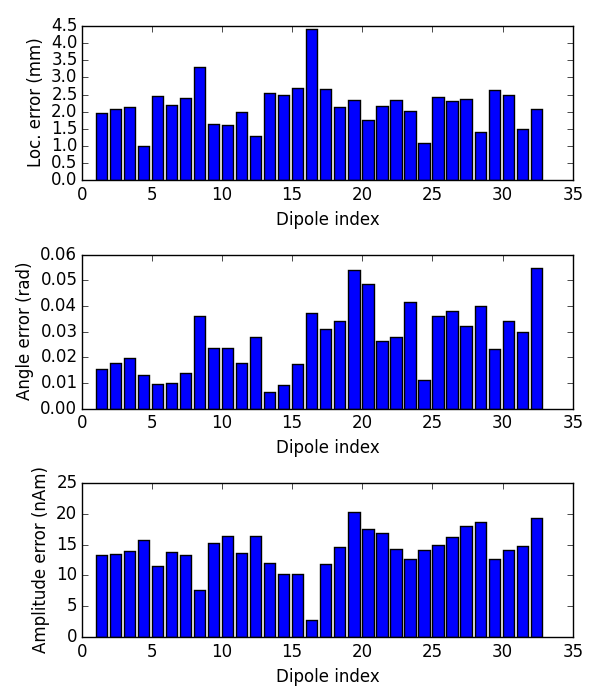 Loc. error (mm)
4.5
4.0
3.5
3.0
2.5
2.0
1.5
1.0
0.5
0.0
0 5 10 15 20 25 30 35
Dipole index
Angle error (rad)
0.06
0.05
0.04
0.03
0.02
0.01
0.00
0 5 10 15 20 25 30 35
Dipole index
Amplitude error (nAm)
25
20
15
10
5
0
0 5 10 15 20 25 30 35
Dipole index